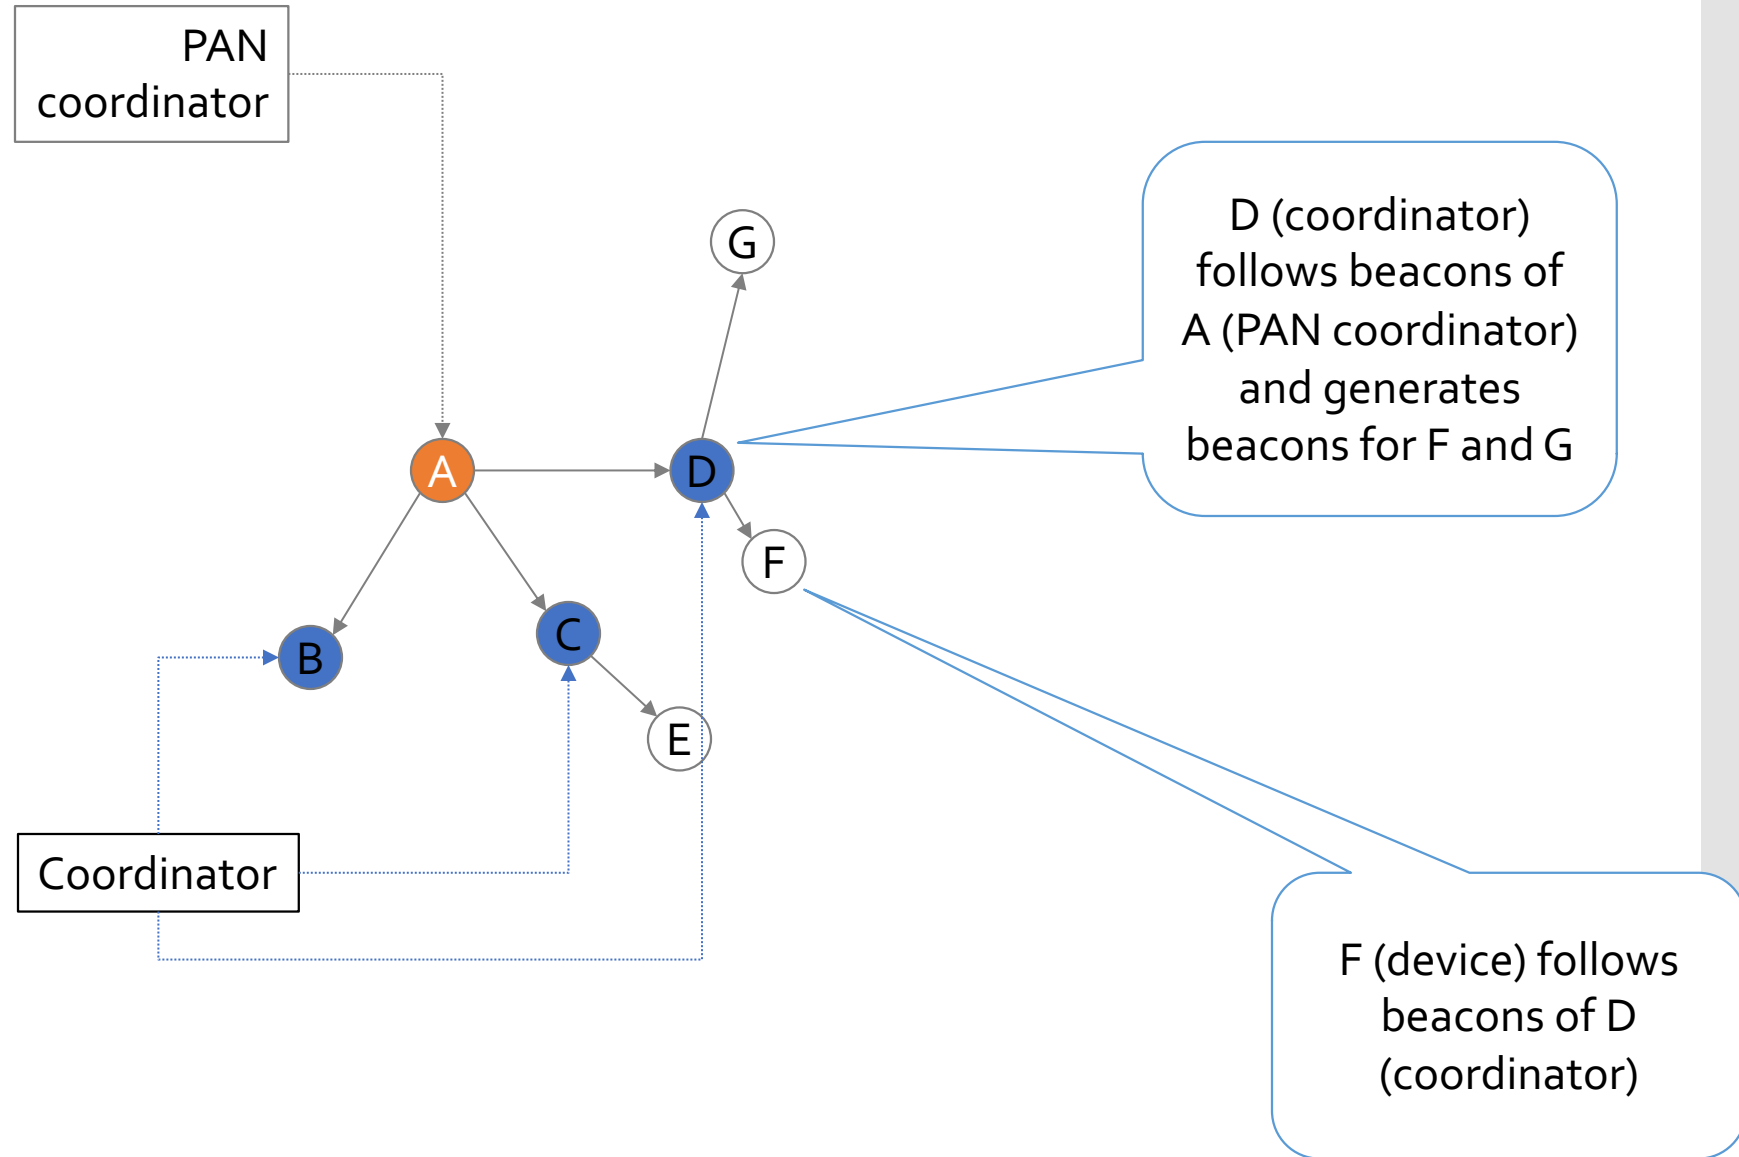 PAN
coordinator
G
D (coordinator)
follows beacons of
A (PAN coordinator)
and generates
beacons for F and G
A
D
F
C
B
E
Coordinator
F (device) follows
beacons of D
(coordinator)